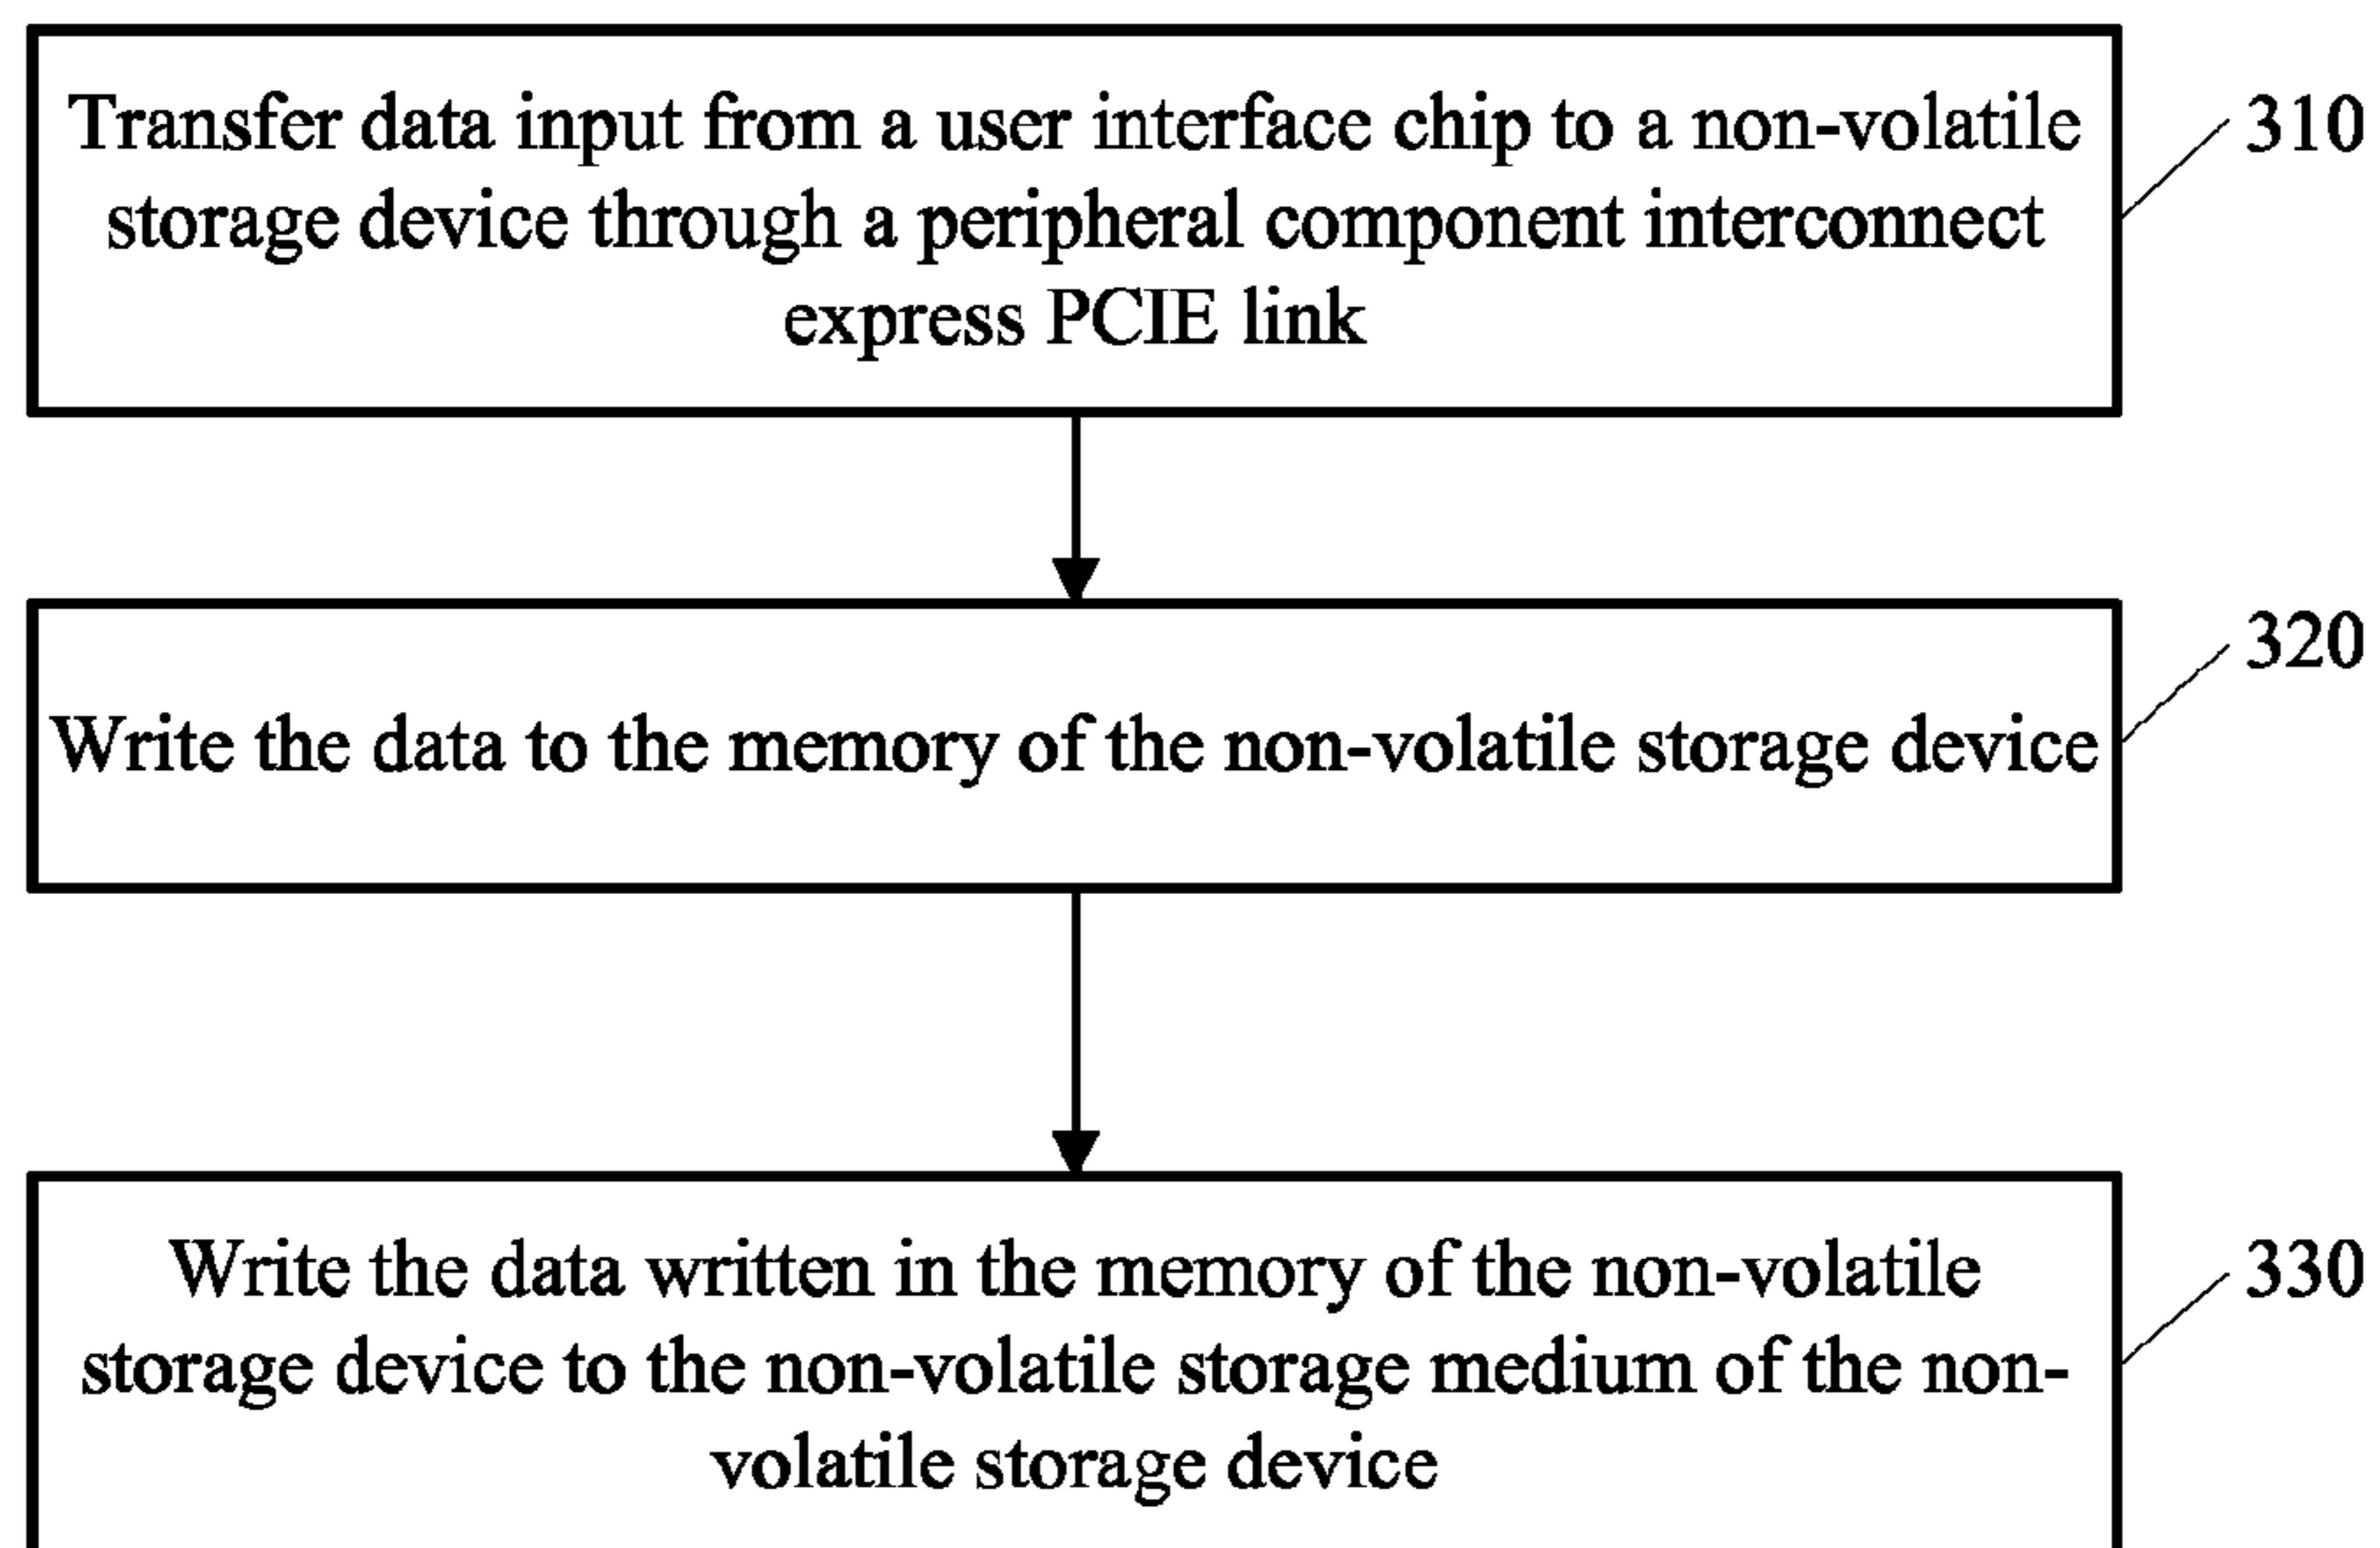 Transfer data input from a user interface chip to a non-volatile
storage device through a peripheral component interconnect
express PCIE link
310
Write the data to the memory of the non-volatile storage device
320
Write the data written in the memory of the non-volatile
storage device to the non-volatile storage medium of the non-
volatile storage device
330